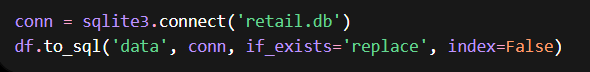 conn = sqlite3.connect('retail.db')
df.to_sql('data', conn, if_exists='replace', index=False)